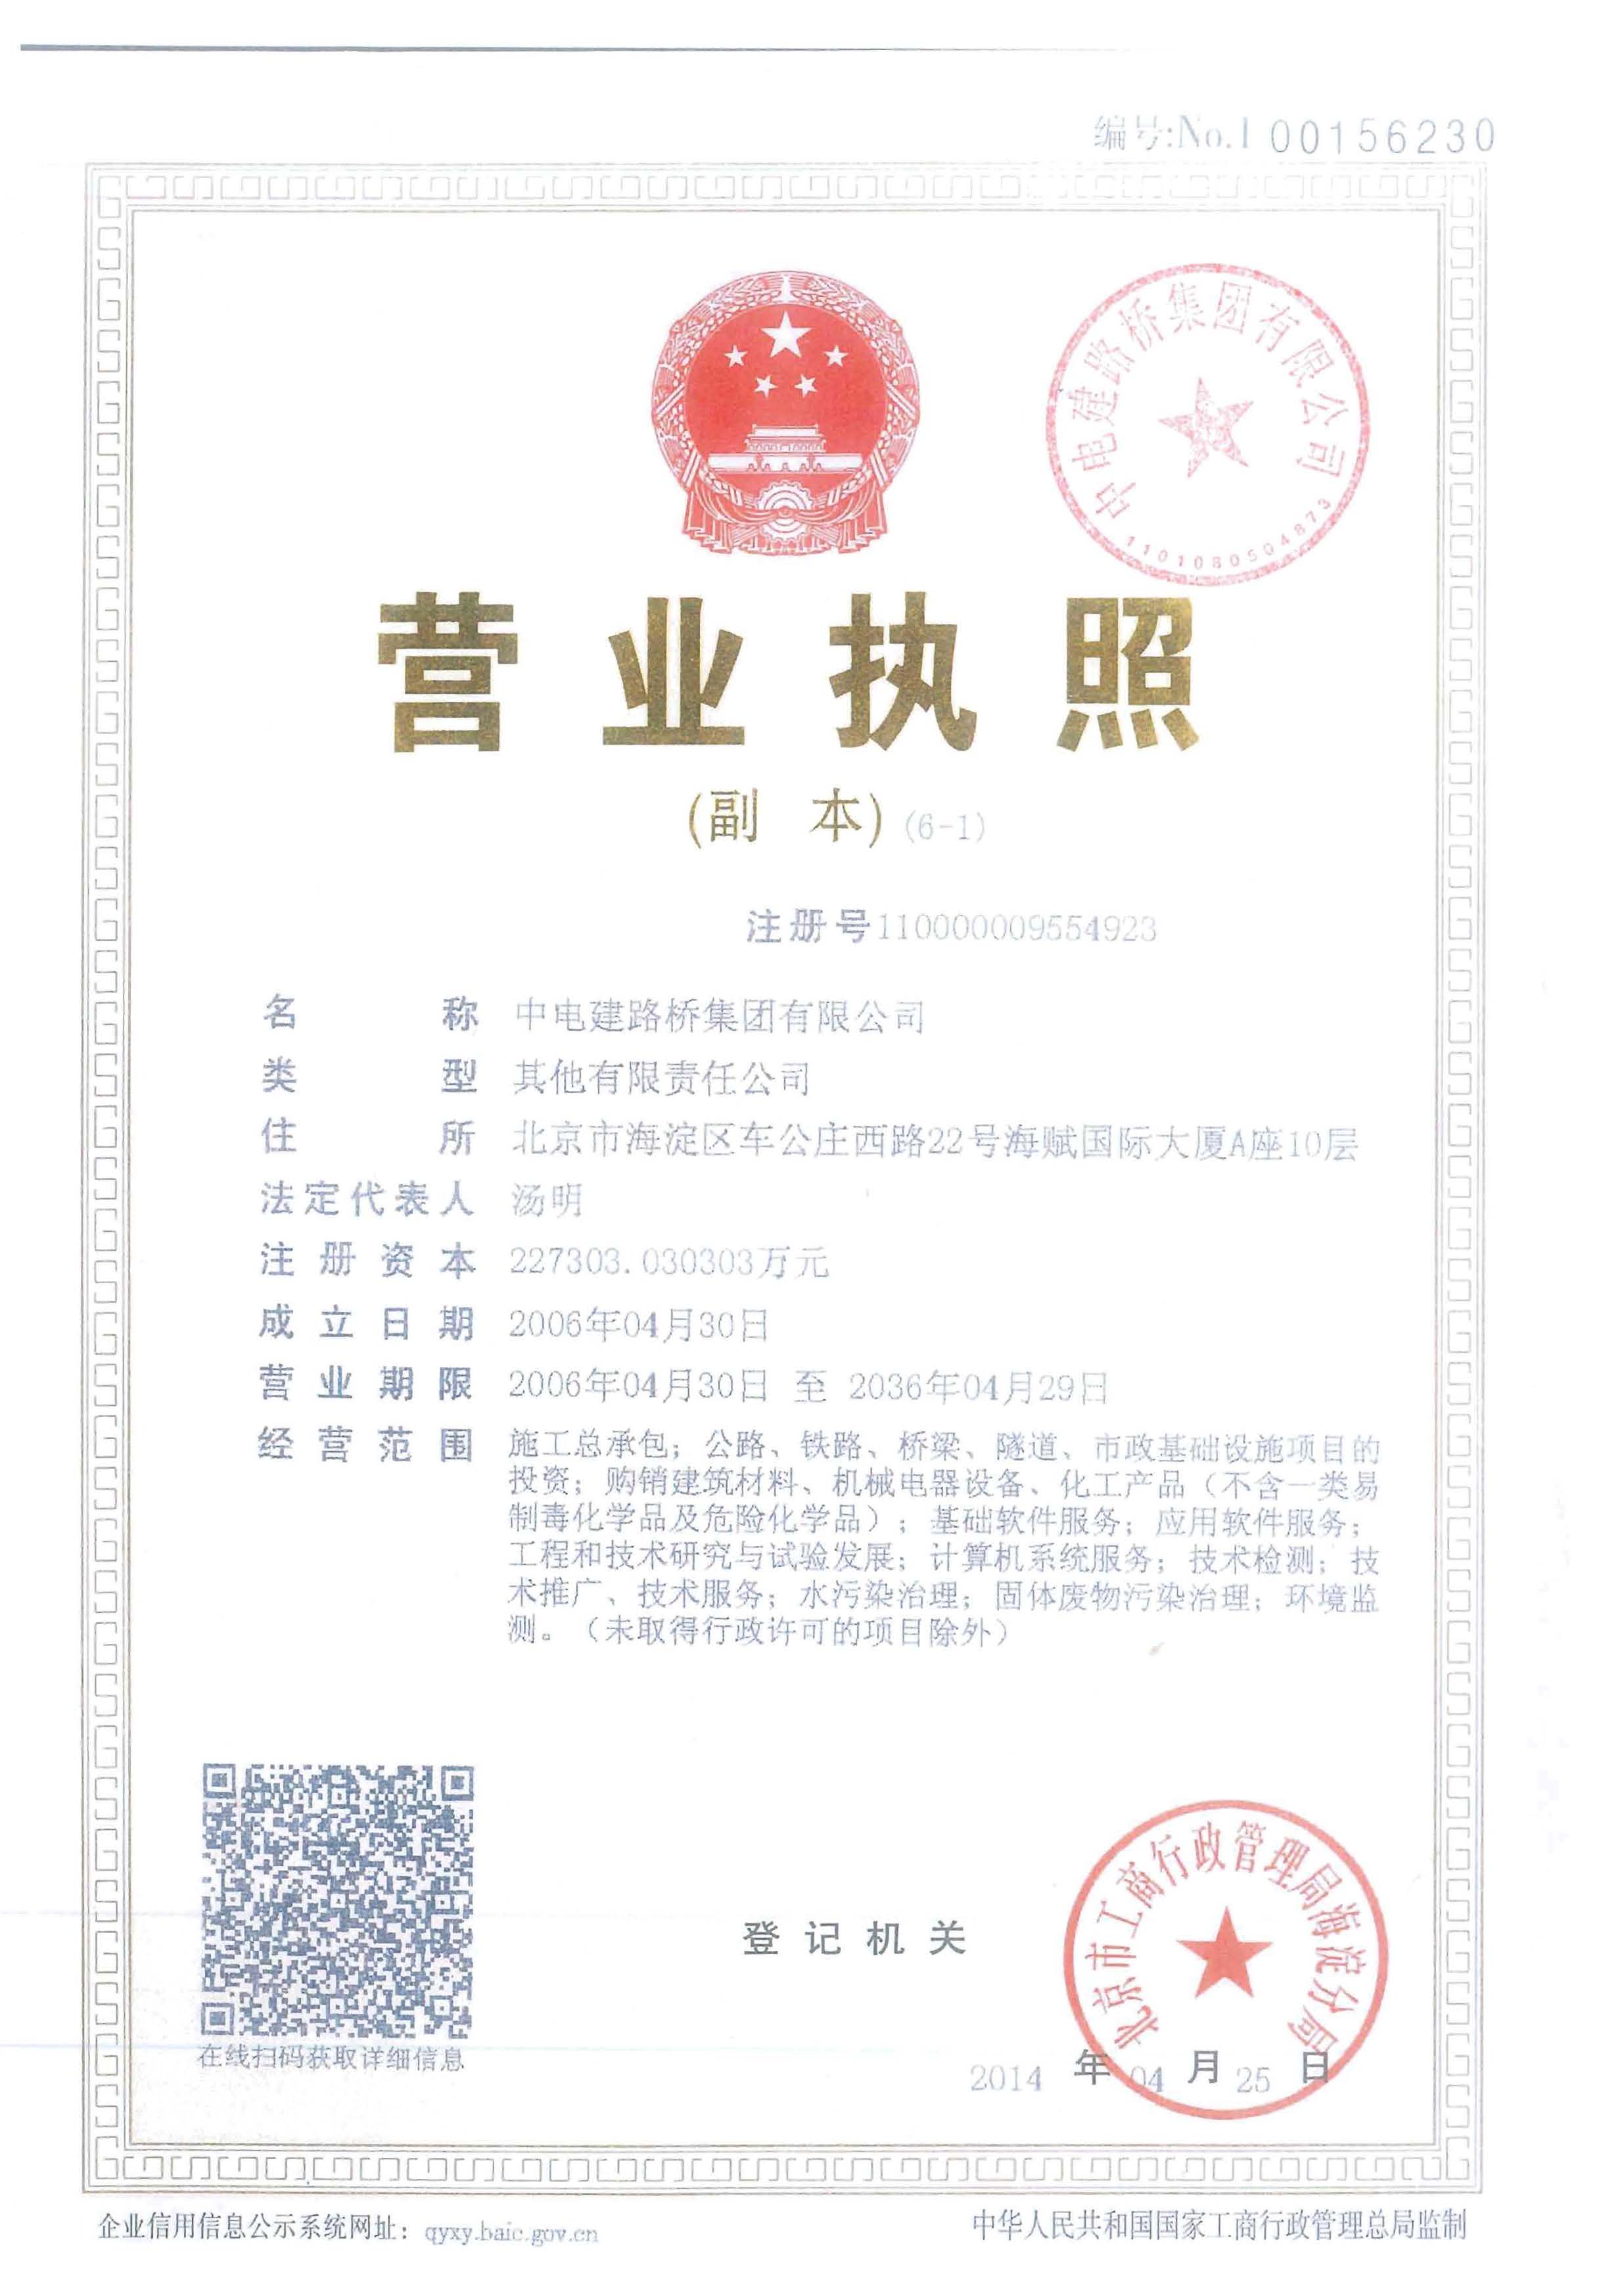 编号:No.1 00156230
中电建路桥集团有限公司
1101080504873
营业执照
(副 本) (6-1)
注册号110000009554923
名称 中电建路桥集团有限公司
类型 其他有限责任公司
住所 北京市海淀区车公庄西路22号海赋国际大厦A座10层
法定代表人 汤明
注册资本 227303.030303万元
成立日期 2006年04月30日
营业期限 2006年04月30日 至 2036年04月29日
经营范围 施工总承包；公路、铁路、桥梁、隧道、市政基础设施项目的
投资；购销建筑材料、机械电器设备、化工产品（不含一类易
制毒化学品及危险化学品）；基础软件服务；应用软件服务；
工程和技术研究与试验发展；计算机系统服务；技术检测；技
术推广、技术服务；水污染治理；固体废物污染治理；环境监
测。（未取得行政许可的项目除外）
在线扫码获取详细信息
登记机关
北京市工商行政管理局海淀分局
2014 年 04 月 25 日
企业信用信息公示系统网址：qyxy.baic.gov.cn
中华人民共和国国家工商行政管理总局监制